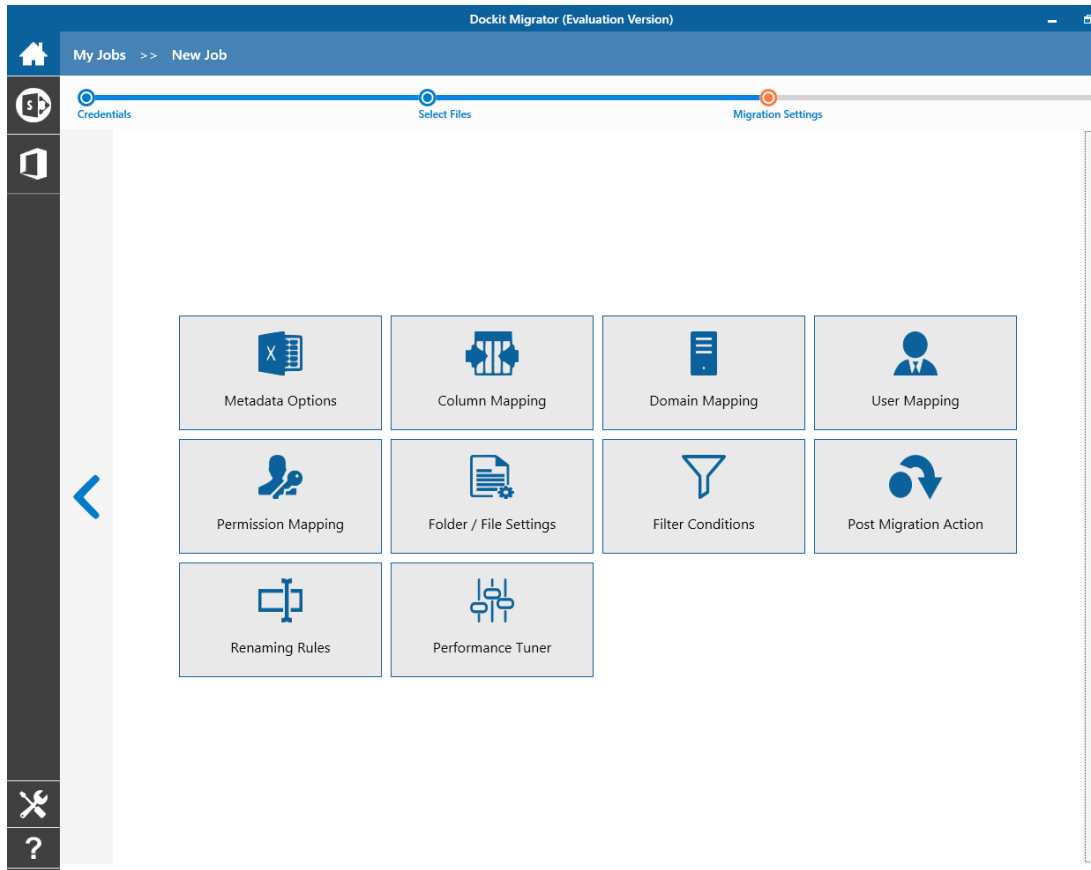 Dockit Migrator (Evaluation Version)
My Jobs >> New Job
S
Credentials Select Files Migration Settings
X
Metadata Options Column Mapping Domain Mapping User Mapping
Permission Mapping Folder / File Settings Filter Conditions Post Migration Action
Renaming Rules Performance Tuner
?